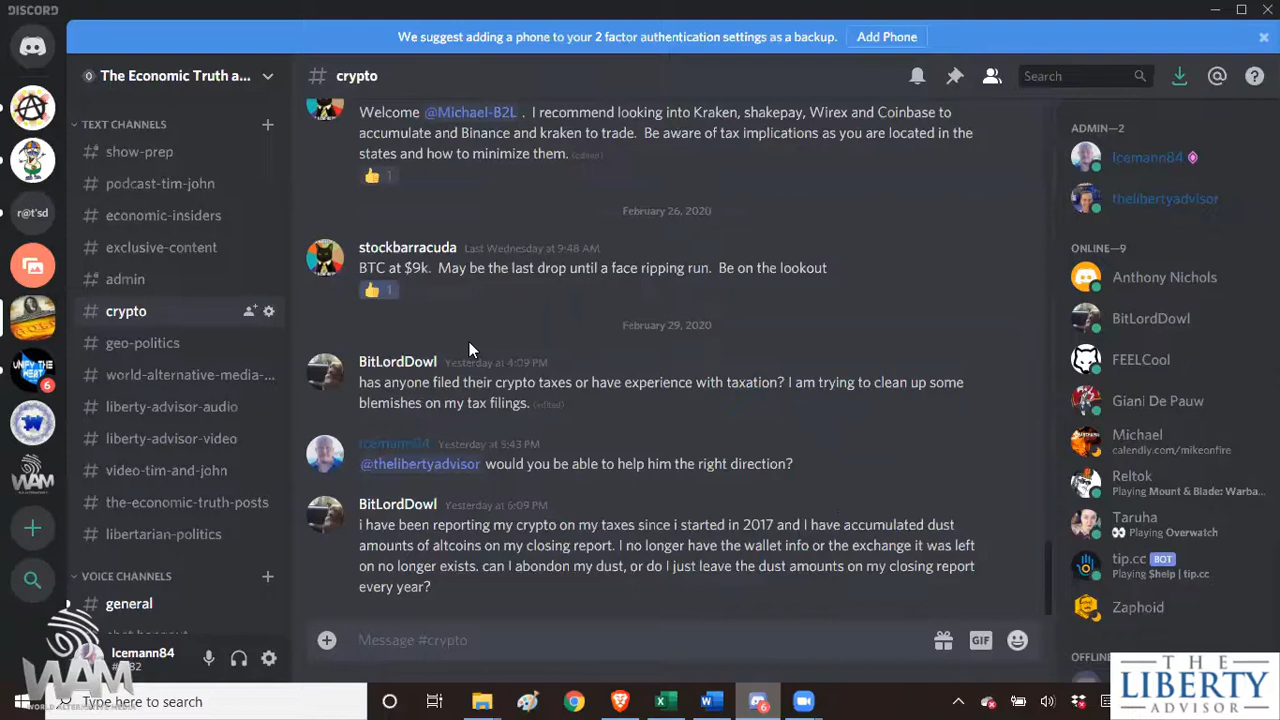 DISCORD
We suggest adding a phone to your 2 factor authentication settings as a backup.
Add Phone
The Economic Truth a...
TEXT CHANNELS
show-prep
podcast-tim-john
economic-insiders
exclusive-content
admin
crypto
geo-politics
world-alternative-media-...
liberty-advisor-audio
liberty-advisor-video
video-tim-and-john
the-economic-truth-posts
libertarian-politics
VOICE CHANNELS
general
Icemann84
r@t'sd
UNIFY THE WEST
6
WAM
# crypto
Search
Welcome @Michael-B2L . I recommend looking into Kraken, shakepay, Wirex and Coinbase to
accumulate and Binance and kraken to trade. Be aware of tax implications as you are located in the
states and how to minimize them. (edited)
1
February 26, 2020
stockbarracuda Last Wednesday at 9:48 AM
BTC at $9k. May be the last drop until a face ripping run. Be on the lookout
1
February 29, 2020
BitLordDowl Yesterday at 4:09 PM
has anyone filed their crypto taxes or have experience with taxation? I am trying to clean up some
blemishes on my tax filings. (edited)
Icemann84 Yesterday at 5:43 PM
@thelibertyadvisor would you be able to help him the right direction?
BitLordDowl Yesterday at 6:09 PM
i have been reporting my crypto on my taxes since i started in 2017 and I have accumulated dust
amounts of altcoins on my closing report. I no longer have the wallet info or the exchange it was left
on no longer exists. can I abondon my dust, or do I just leave the dust amounts on my closing report
every year?
Message #crypto
GIF
ADMIN—2
Icemann84
thelibertyadvisor
ONLINE—9
Anthony Nichols
BitLordDowl
FEELCool
Giani De Pauw
Michael
calendly.com/mikeonfire
Reltok
Playing Mount & Blade: Warba...
Taruha
Playing Overwatch
tip.cc BOT
Playing $help | tip.cc
Zaphoid
WAM
WORLD ALTERNATIVE MEDIA
Type here to search
THE
LIBERTY
ADVISOR